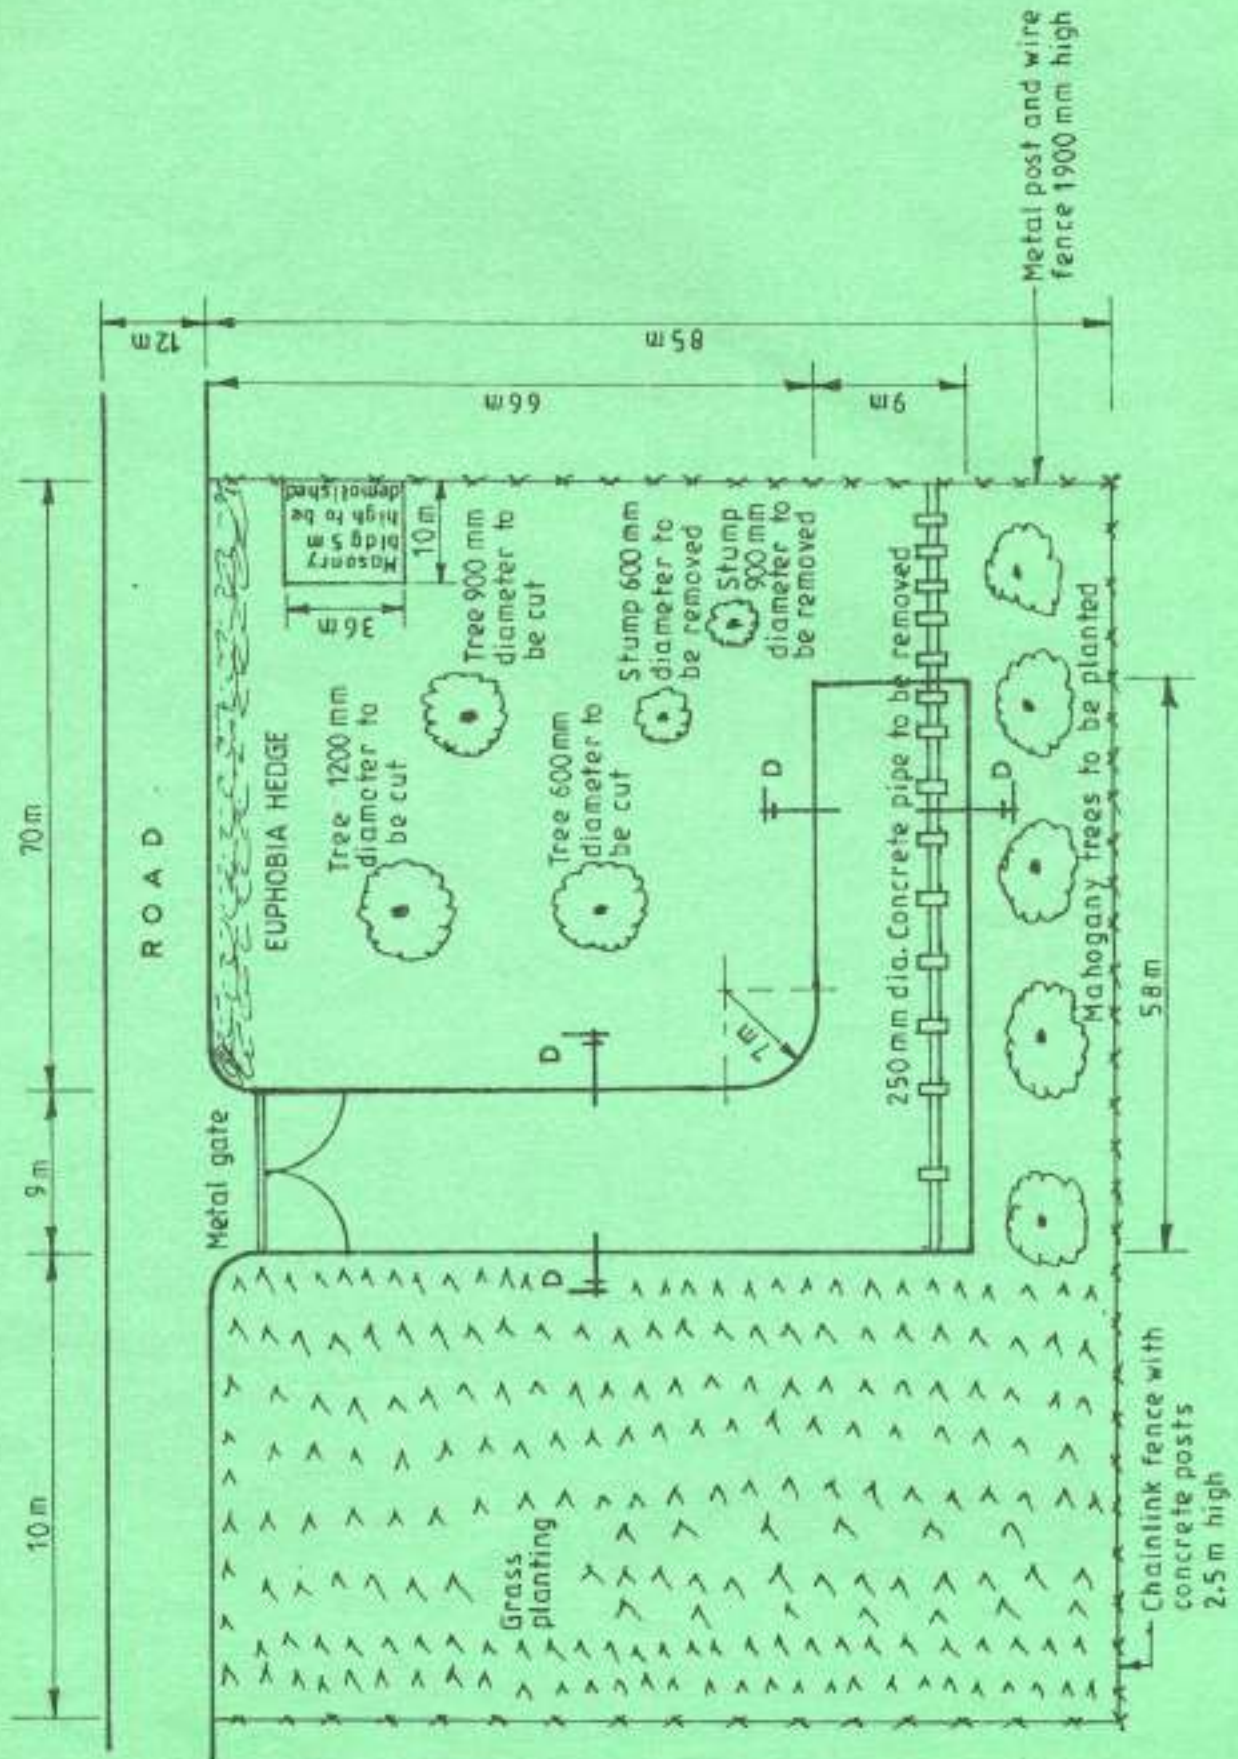 10m
9m
70m
12m
ROAD
Metal gate
EUPHOBIA HEDGE
Masonry
bldg 5m
high to be
demolished
36m
10m
Tree 1200 mm
diamoter to
be cut
Tree 900 mm
diameter to
be cut
Tree 600mm
diameter to
be cut
Stump 600 mm
diameter to
be removed
Stump
900 mm
diameter to
be removed
66m
85m
9m
D
D
D
D
7m
Grass
planting
250mm dia. Concrete pipe to be removed
Mahogany trees to be planted
58m
Metal post and wire
fence 1900 mm high
Chainlink fence with
concrete posts
2.5 m high